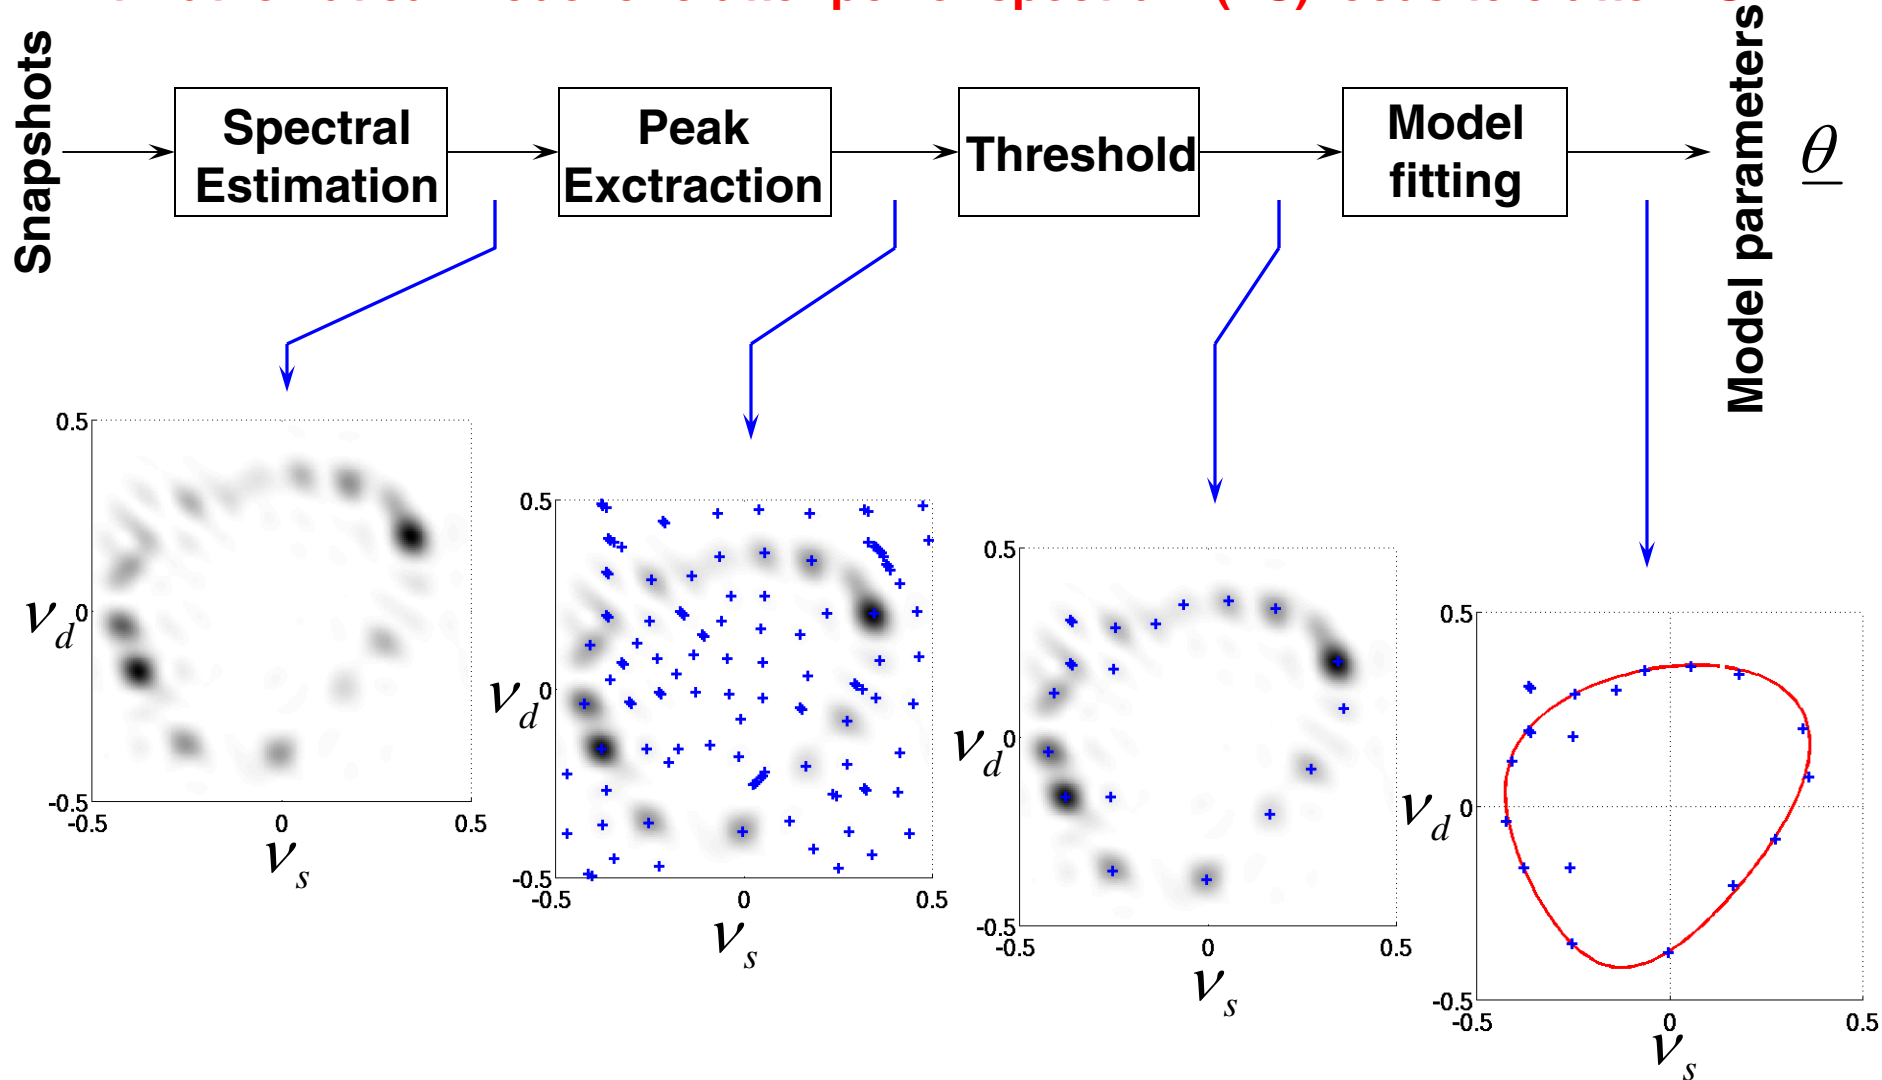 Snapshots
Spectral
Estimation
Peak
Exctraction
Threshold
Model
fitting
Model parameters
θ
0.5
ν_d 0
-0.5
-0.5 0 0.5
ν_s
0.5
ν_d 0
-0.5
-0.5 0 0.5
ν_s
0.5
ν_d 0
-0.5
-0.5 0 0.5
ν_s
0.5
ν_d 0
-0.5
-0.5 0 0.5
ν_s